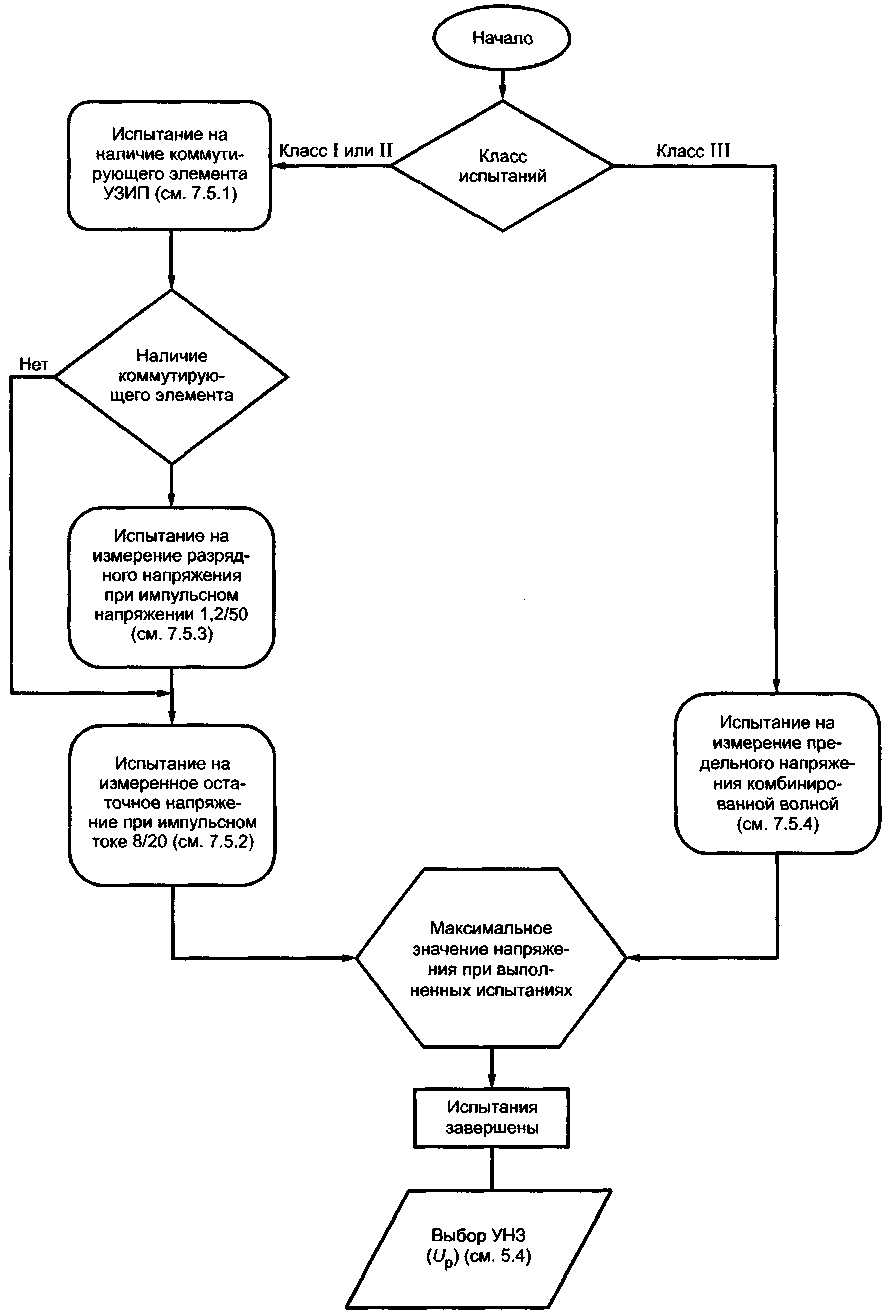 Начало
Испытание на
наличие коммути-
рующего элемента
УЗИП (см. 7.5.1)
Класс I или II
Класс
испытаний
Класс III
Нет
Наличие
коммутирую-
щего элемента
Испытание на
измерение разряд-
ного напряжения
при импульсном
напряжении 1,2/50
(см. 7.5.3)
Испытание на
измеренное оста-
точное напряже-
ние при импульсном
токе 8/20 (см. 7.5.2)
Испытание на
измерение пре-
дельного напряже-
ния комбиниро-
ванной волной
(см. 7.5.4)
Максимальное
значение напряже-
ния при выпол-
ненных испытаниях
Испытания
завершены
Выбор УНЗ
(Uр) (см. 5.4)